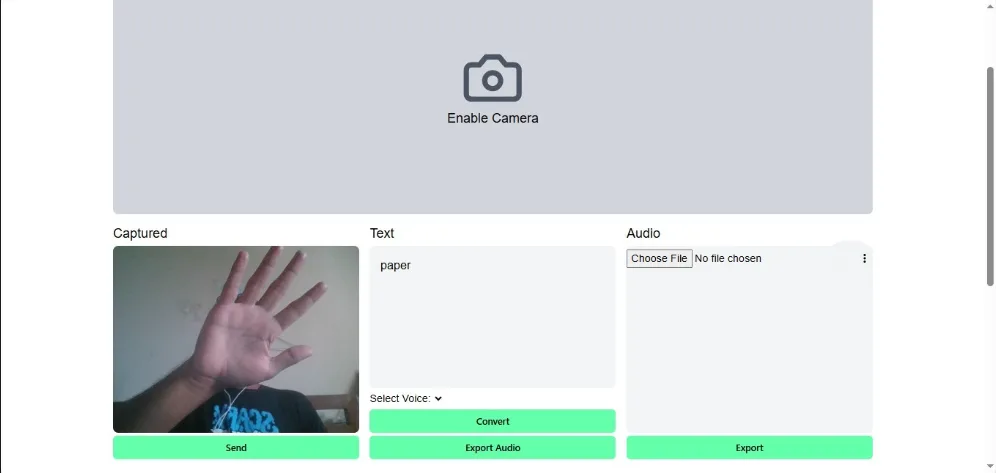 Enable Camera
Captured
Text
Audio
paper
Choose File No file chosen
Select Voice:
Convert
Send
Export Audio
Export